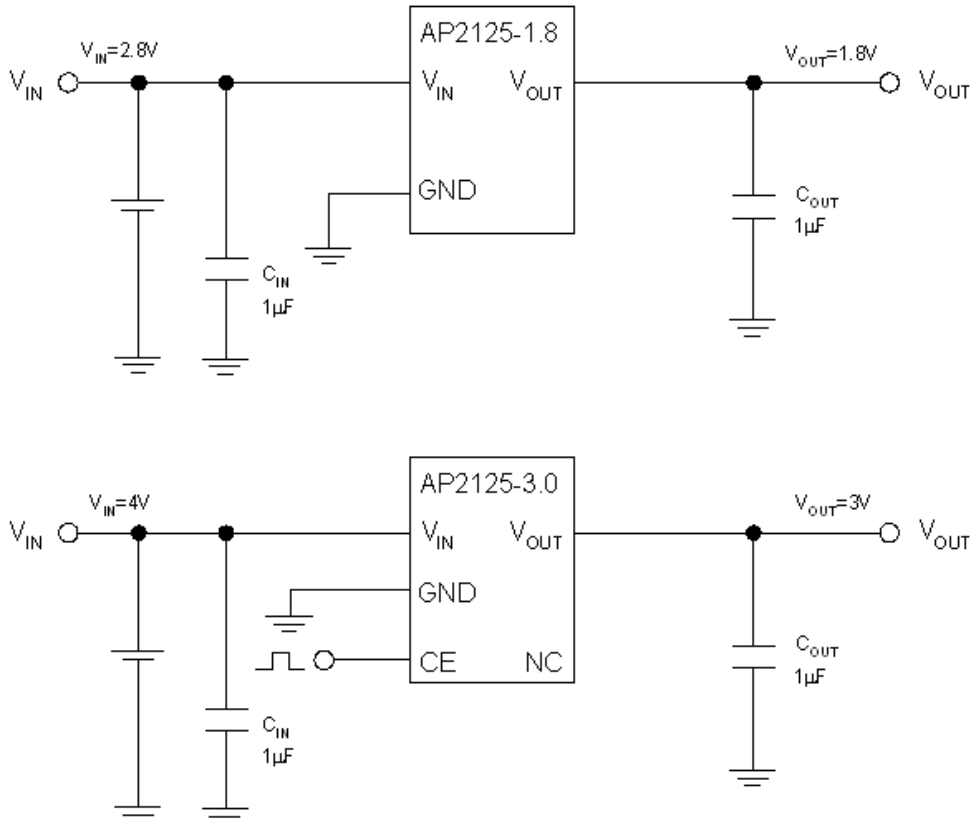 AP2125-1.8
VIN=2.8V
VOUT=1.8V
VIN
VIN
VOUT
VOUT
GND
COUT
1µF
CIN
1µF
AP2125-3.0
VIN=4V
VOUT=3V
VIN
VIN
VOUT
VOUT
GND
CE
NC
COUT
1µF
CIN
1µF